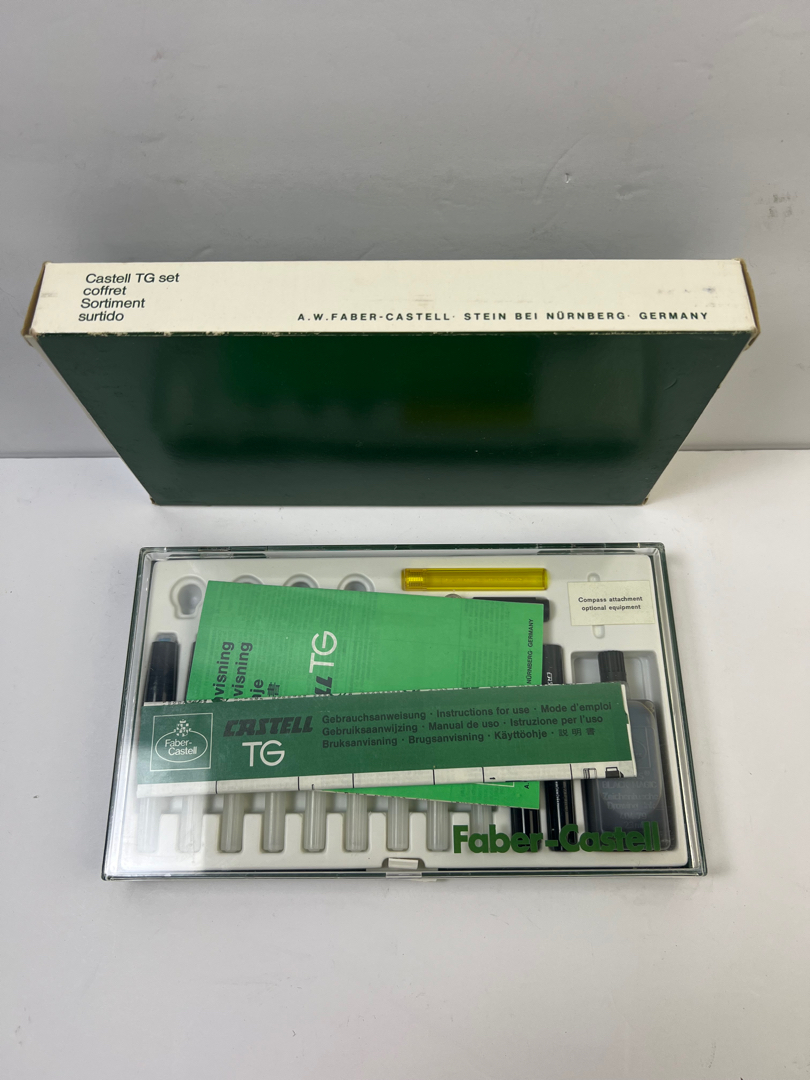 Castell TG set
coffret
Sortiment
surtido
A.W.FABER-CASTELL· STEIN BEI NÜRNBERG· GERMANY
Compass attachment
optional equipment
TG
NÜRNBERG GERMANY
Faber-
Castell
CASTELL
TG
Gebrauchsanweisung · Instructions for use · Mode d'emploi
Gebruiksaanwijzing · Manual de uso · Istruzione per l'uso
Bruksanvisning · Brugsanvisning · Käyttöohje · 説明書
Faber-Castell